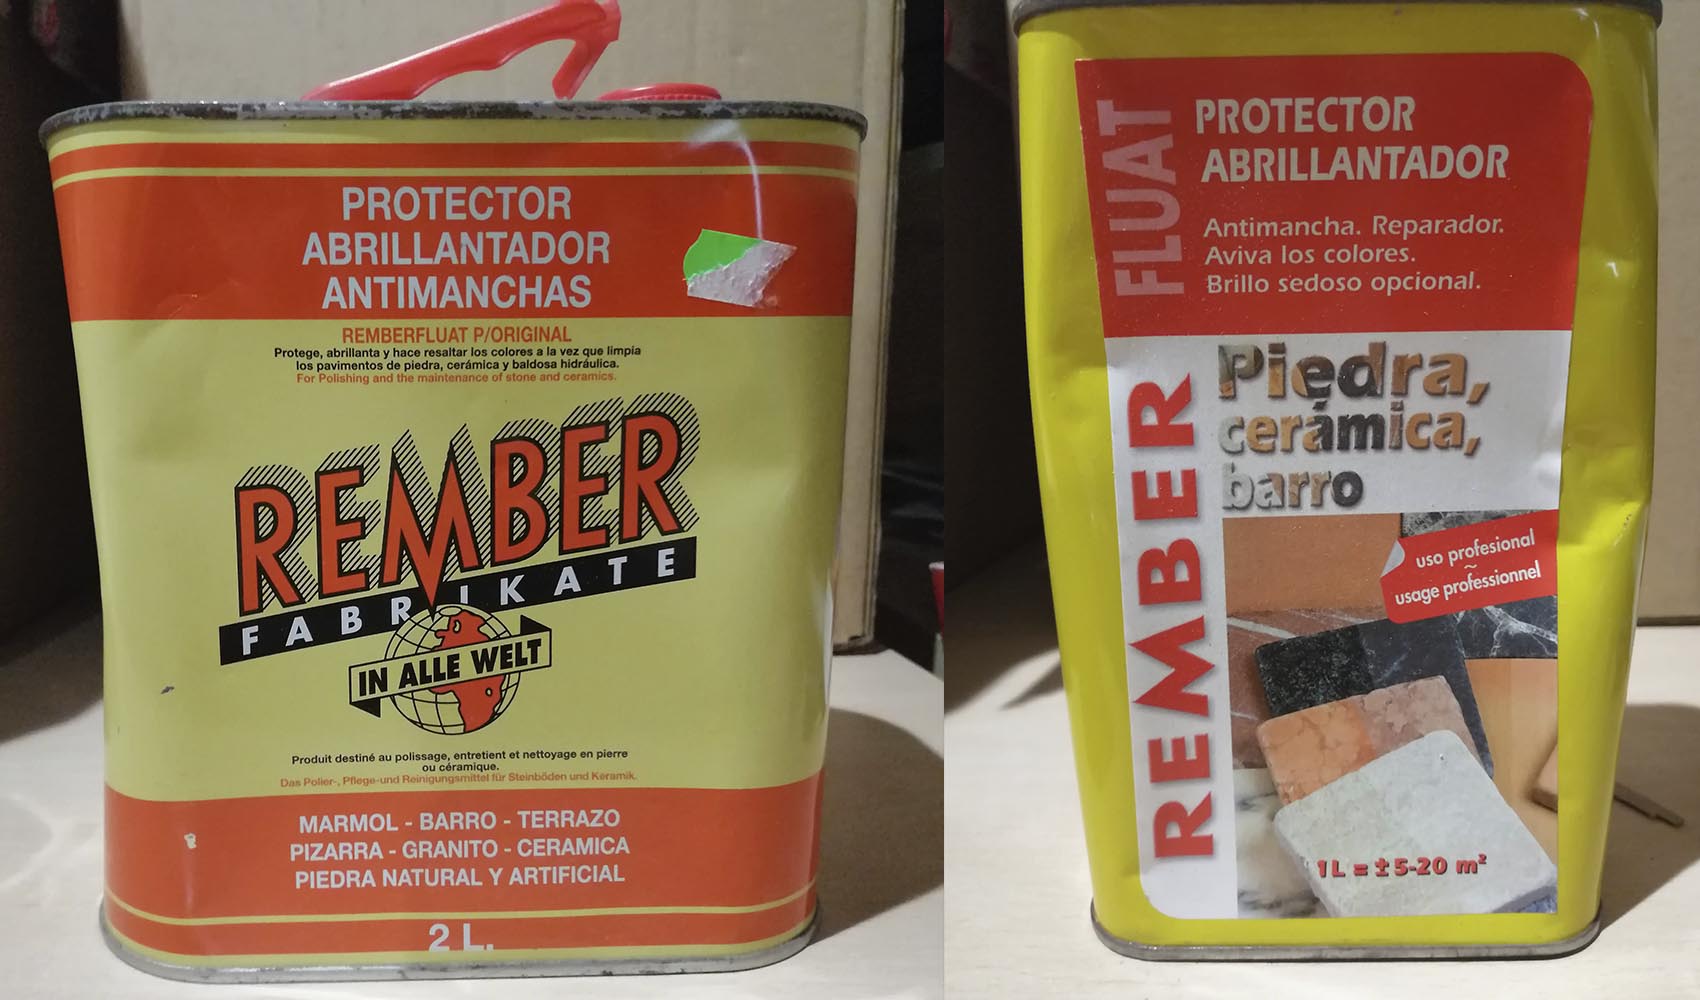 PROTECTOR
ABRILLANTADOR
ANTIMANCHAS
REMBERFLUAT P/ORIGINAL
Protege, abrillanta y hace resaltar los colores a la vez que limpia
los pavimentos de piedra, cerámica y baldosa hidráulica.
For Polishing and the maintenance of stone and ceramics.
REMBER
FABRIKATE
IN ALLE WELT
Produit destiné au polissage, entretient et nettoyage en pierre
ou céramique.
Das Polier-, Pflege-und Reinigungsmittel für Steinböden und Keramik.
MARMOL - BARRO - TERRAZO
PIZARRA - GRANITO - CERAMICA
PIEDRA NATURAL Y ARTIFICIAL
2 L.
FLUAT
PROTECTOR
ABRILLANTADOR
Antimancha. Reparador.
Aviva los colores.
Brillo sedoso opcional.
REMBER
Piedra,
cerámica,
barro
uso profesional
~
usage professionnel
1L = ±5-20 m²